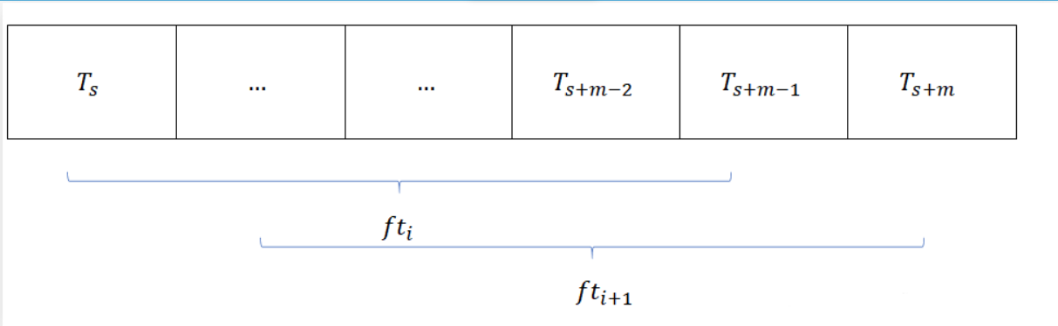 T_s ... ... T_{s+m-2} T_{s+m-1} T_{s+m}
ft_i
ft_{i+1}